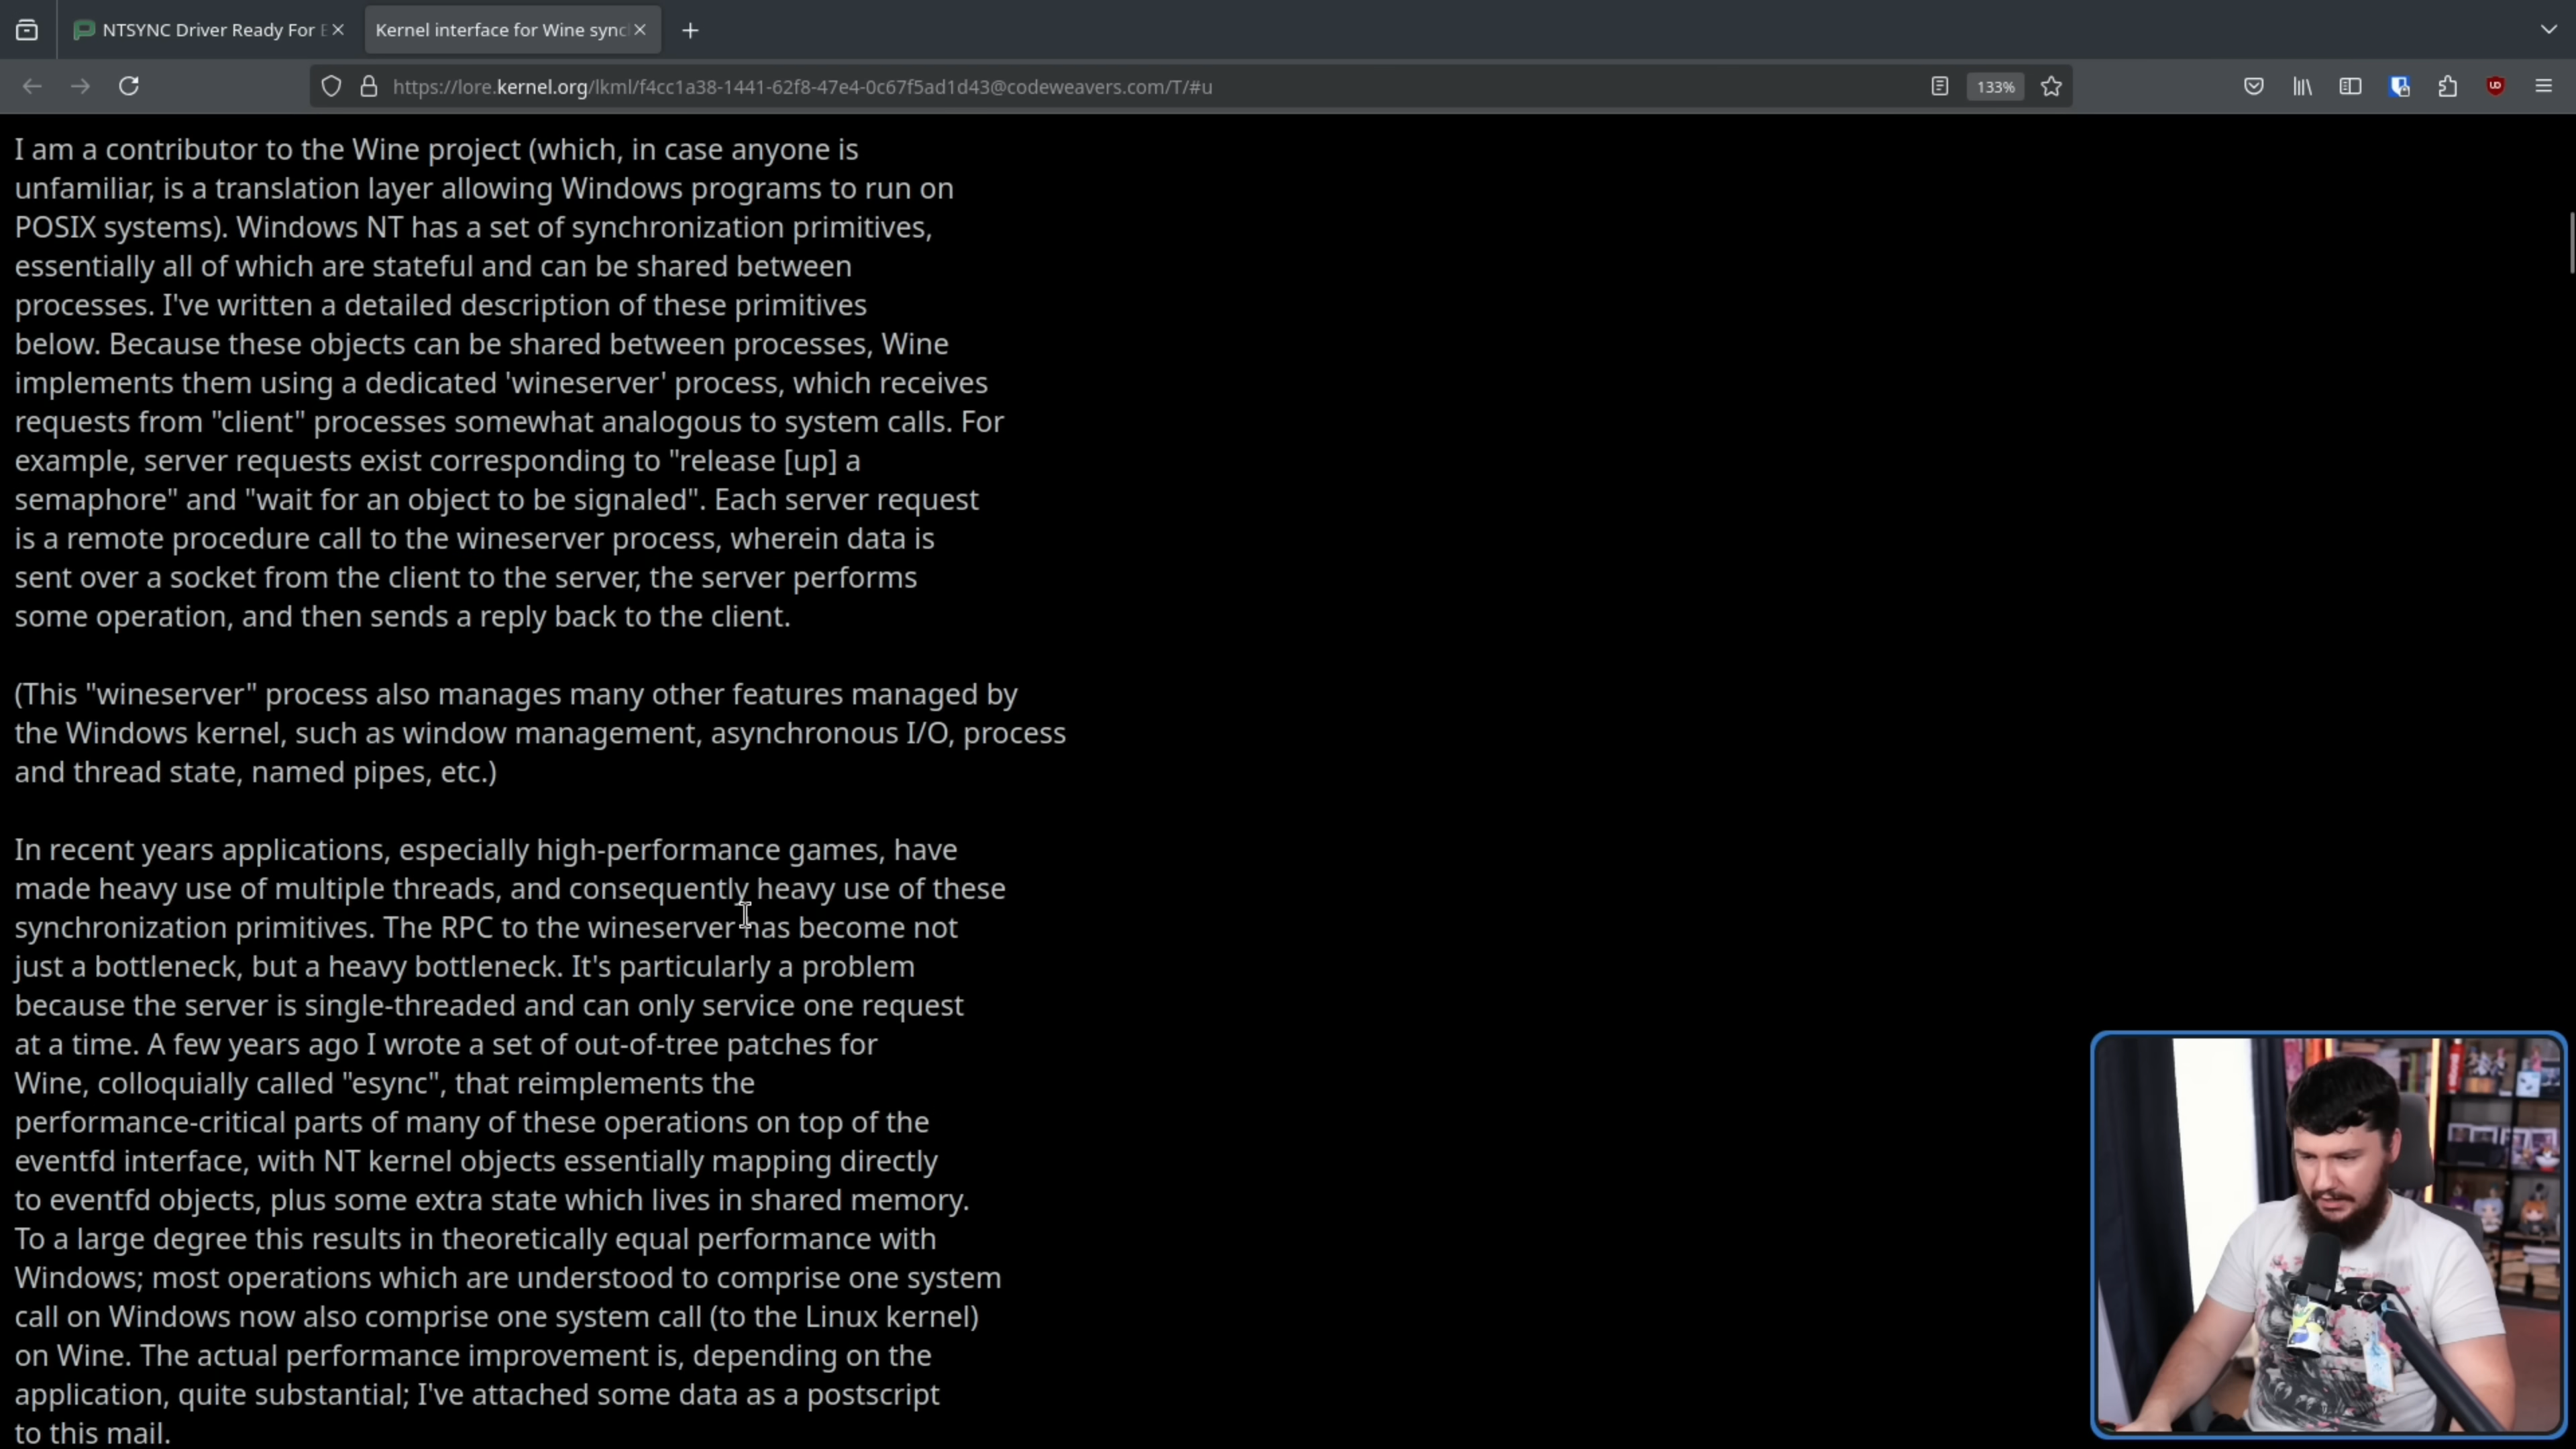 NTSYNC Driver Ready For
Kernel interface for Wine sync
https://lore.kernel.org/lkml/f4cc1a38-1441-62f8-47e4-0c67f5ad1d43@codeweavers.com/T/#u
133%
I am a contributor to the Wine project (which, in case anyone is
unfamiliar, is a translation layer allowing Windows programs to run on
POSIX systems). Windows NT has a set of synchronization primitives,
essentially all of which are stateful and can be shared between
processes. I've written a detailed description of these primitives
below. Because these objects can be shared between processes, Wine
implements them using a dedicated 'wineserver' process, which receives
requests from "client" processes somewhat analogous to system calls. For
example, server requests exist corresponding to "release [up] a
semaphore" and "wait for an object to be signaled". Each server request
is a remote procedure call to the wineserver process, wherein data is
sent over a socket from the client to the server, the server performs
some operation, and then sends a reply back to the client.
(This "wineserver" process also manages many other features managed by
the Windows kernel, such as window management, asynchronous I/O, process
and thread state, named pipes, etc.)
In recent years applications, especially high-performance games, have
made heavy use of multiple threads, and consequently heavy use of these
synchronization primitives. The RPC to the wineserver has become not
just a bottleneck, but a heavy bottleneck. It's particularly a problem
because the server is single-threaded and can only service one request
at a time. A few years ago I wrote a set of out-of-tree patches for
Wine, colloquially called "esync", that reimplements the
performance-critical parts of many of these operations on top of the
eventfd interface, with NT kernel objects essentially mapping directly
to eventfd objects, plus some extra state which lives in shared memory.
To a large degree this results in theoretically equal performance with
Windows; most operations which are understood to comprise one system
call on Windows now also comprise one system call (to the Linux kernel)
on Wine. The actual performance improvement is, depending on the
application, quite substantial; I've attached some data as a postscript
to this mail.